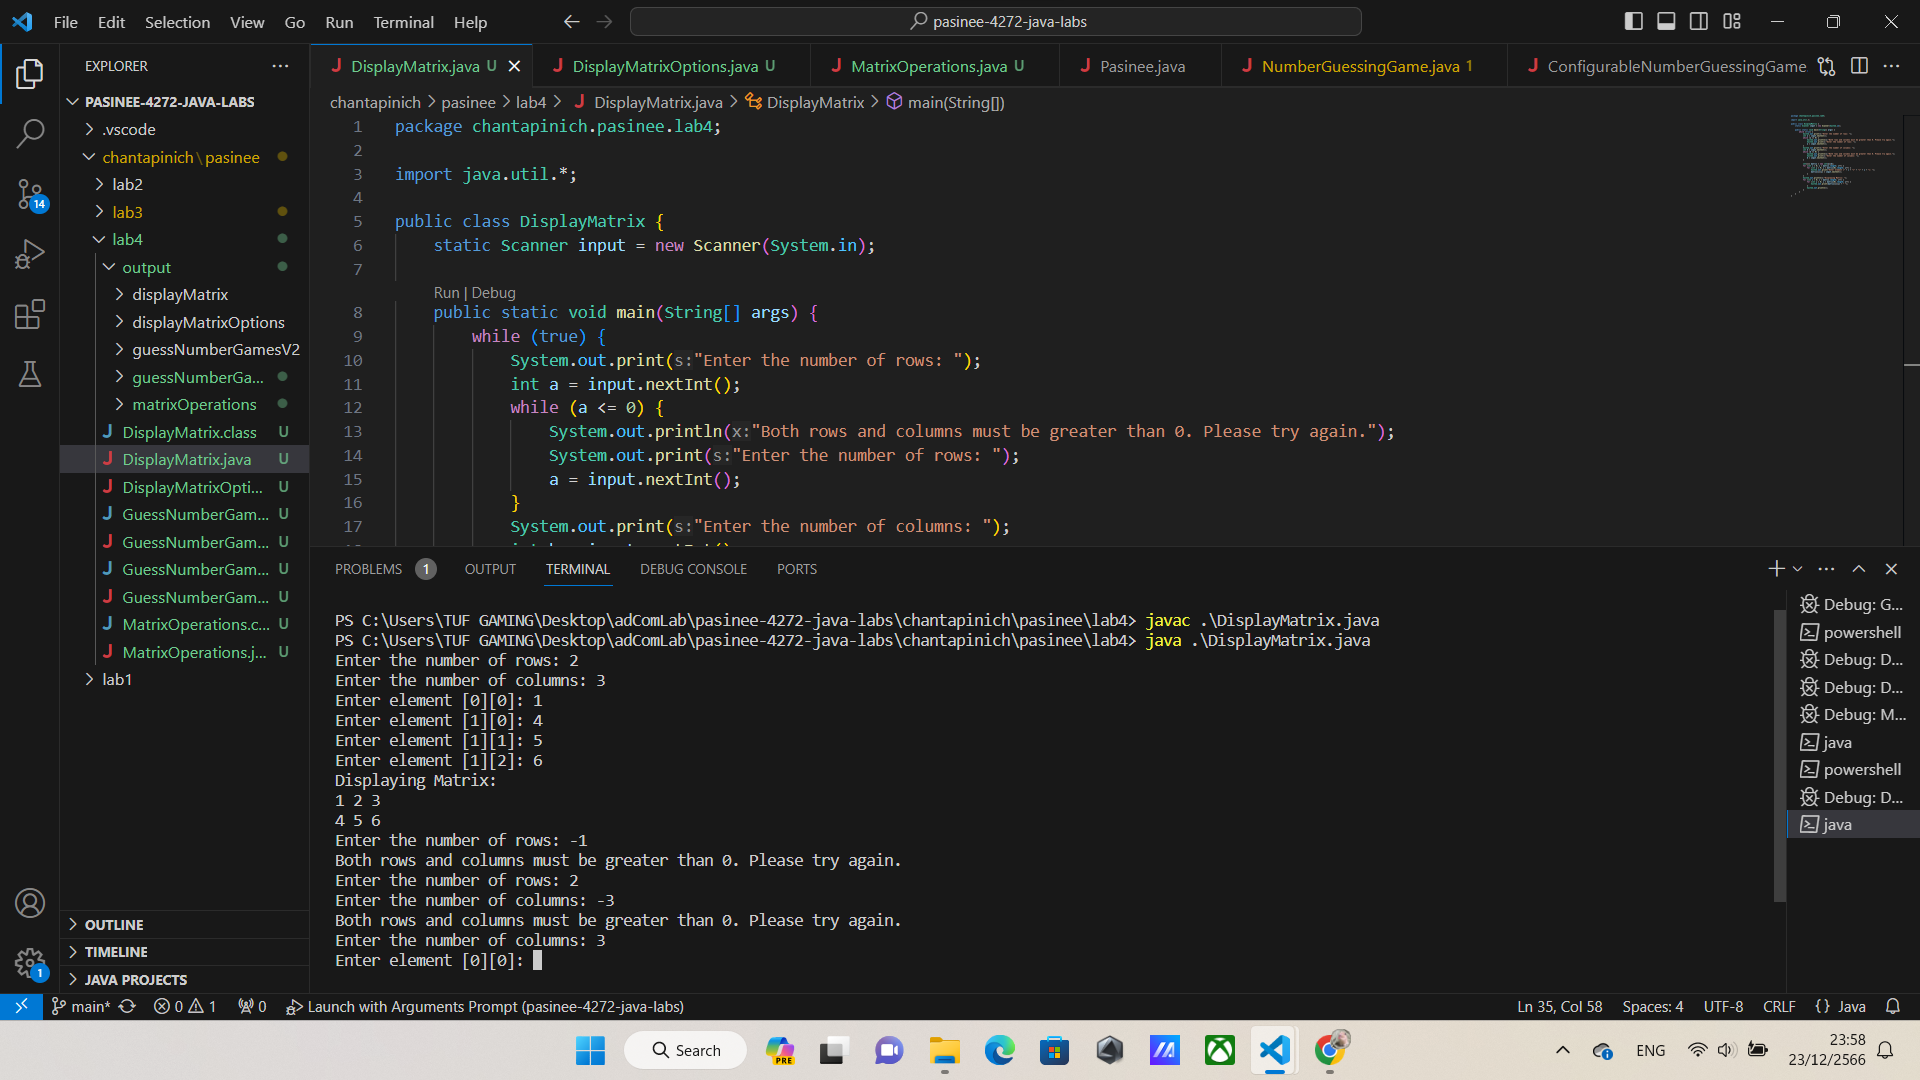 File Edit Selection View Go Run Terminal Help
pasinee-4272-java-labs
EXPLORER
PASINEE-4272-JAVA-LABS
.vscode
chantapinich\pasinee
lab2
lab3
lab4
output
displayMatrix
displayMatrixOptions
guessNumberGamesV2
guessNumberGa...
matrixOperations
DisplayMatrix.class U
DisplayMatrix.java U
DisplayMatrixOpti... U
GuessNumberGam... U
GuessNumberGam... U
GuessNumberGam... U
GuessNumberGam... U
MatrixOperations.c... U
MatrixOperations.j... U
lab1
OUTLINE
TIMELINE
JAVA PROJECTS
14
1
DisplayMatrix.java U
DisplayMatrixOptions.java U
MatrixOperations.java U
Pasinee.java
NumberGuessingGame.java 1
ConfigurableNumberGuessingGame
chantapinich > pasinee > lab4 > DisplayMatrix.java > DisplayMatrix > main(String[])
1 package chantapinich.pasinee.lab4;
2
3 import java.util.*;
4
5 public class DisplayMatrix {
6 static Scanner input = new Scanner(System.in);
7
Run | Debug
8 public static void main(String[] args) {
9 while (true) {
10 System.out.print(s:"Enter the number of rows: ");
11 int a = input.nextInt();
12 while (a <= 0) {
13 System.out.println(x:"Both rows and columns must be greater than 0. Please try again.");
14 System.out.print(s:"Enter the number of rows: ");
15 a = input.nextInt();
16 }
17 System.out.print(s:"Enter the number of columns: ");
PROBLEMS 1 OUTPUT TERMINAL DEBUG CONSOLE PORTS
PS C:\Users\TUF GAMING\Desktop\adComLab\pasinee-4272-java-labs\chantapinich\pasinee\lab4> javac .\DisplayMatrix.java
PS C:\Users\TUF GAMING\Desktop\adComLab\pasinee-4272-java-labs\chantapinich\pasinee\lab4> java .\DisplayMatrix.java
Enter the number of rows: 2
Enter the number of columns: 3
Enter element [0][0]: 1
Enter element [1][0]: 4
Enter element [1][1]: 5
Enter element [1][2]: 6
Displaying Matrix:
1 2 3
4 5 6
Enter the number of rows: -1
Both rows and columns must be greater than 0. Please try again.
Enter the number of rows: 2
Enter the number of columns: -3
Both rows and columns must be greater than 0. Please try again.
Enter the number of columns: 3
Enter element [0][0]:
Debug: G...
powershell
Debug: D...
Debug: D...
Debug: M...
java
powershell
Debug: D...
java
main* 0 1 0 Launch with Arguments Prompt (pasinee-4272-java-labs)
Ln 35, Col 58 Spaces: 4 UTF-8 CRLF {} Java
Search
PRE
ENG
23:58
23/12/2566